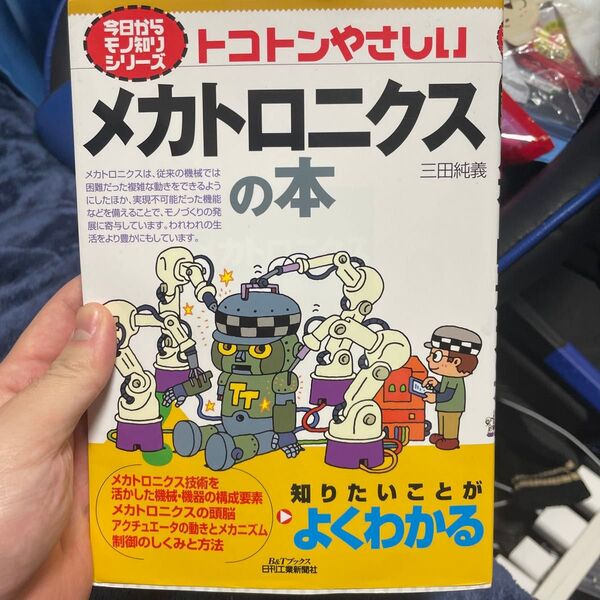 今日から
モノ知り
シリーズ
トコトンやさしい
メカトロニクス
の本
三田純義
メカトロニクスは、従来の機械では
困難だった複雑な動きをできるよう
にしたほか、実現不可能だった機能
などを備えることで、モノづくりの発
展に寄与しています。われわれの生
活をより豊かにもしています。
TT
メカトロニクス技術を
活かした機械・機器の構成要素
メカトロニクスの頭脳
アクチュエータの動きとメカニズム
制御のしくみと方法
知りたいことが
よくわかる
B&Tブックス
日刊工業新聞社